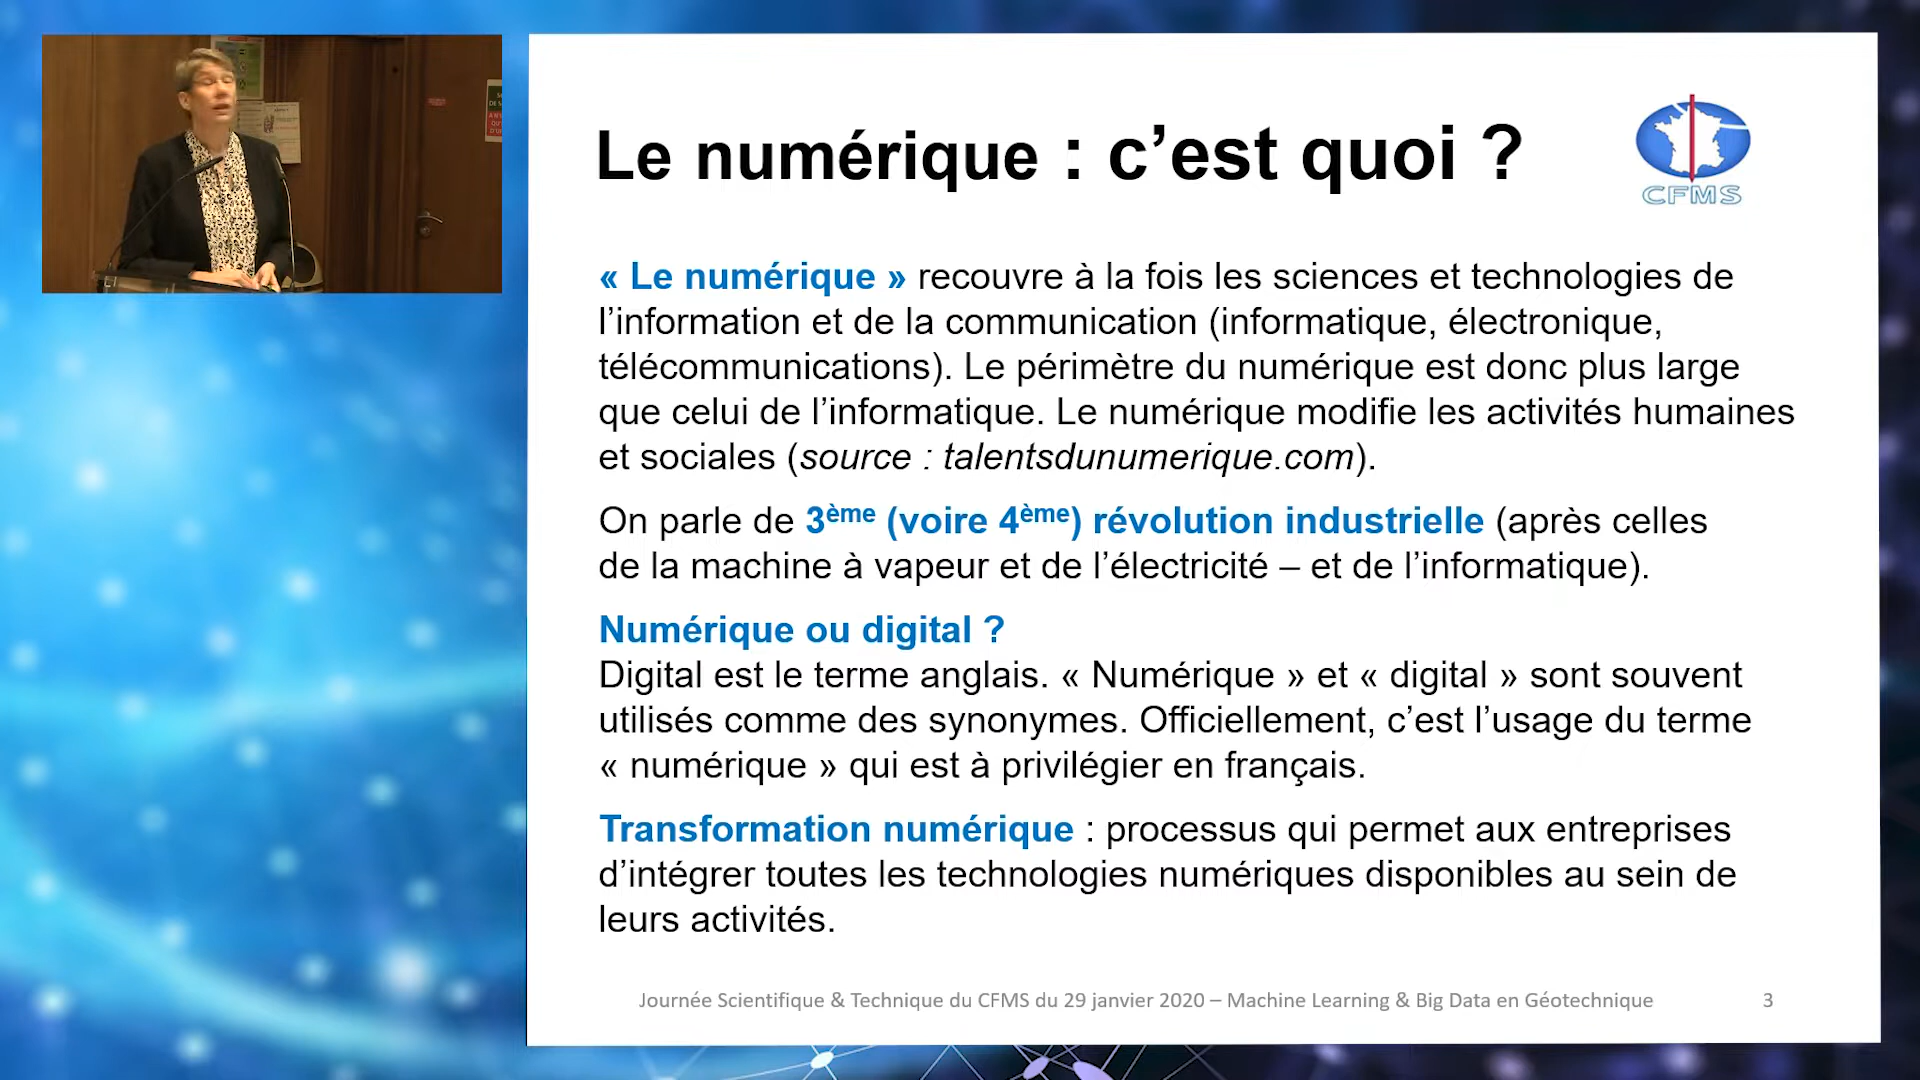 Le numérique : c’est quoi ?
CFMS
« Le numérique » recouvre à la fois les sciences et technologies de
l’information et de la communication (informatique, électronique,
télécommunications). Le périmètre du numérique est donc plus large
que celui de l’informatique. Le numérique modifie les activités humaines
et sociales (source : talentsdunumerique.com).
On parle de 3ème (voire 4ème) révolution industrielle (après celles
de la machine à vapeur et de l’électricité – et de l’informatique).
Numérique ou digital ?
Digital est le terme anglais. « Numérique » et « digital » sont souvent
utilisés comme des synonymes. Officiellement, c’est l’usage du terme
« numérique » qui est à privilégier en français.
Transformation numérique : processus qui permet aux entreprises
d’intégrer toutes les technologies numériques disponibles au sein de
leurs activités.
Journée Scientifique & Technique du CFMS du 29 janvier 2020 – Machine Learning & Big Data en Géotechnique
3